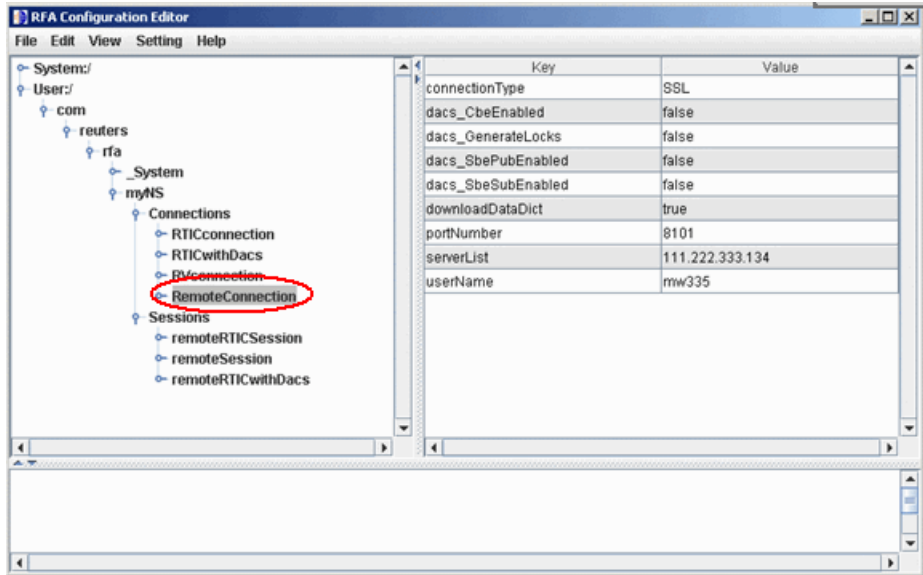 RFA Configuration Editor
File Edit View Setting Help
System:/
User:/
com
reuters
rfa
_System
myNS
Connections
RTICconnection
RTICwithDacs
RVconnection
RemoteConnection
Sessions
remoteRTICSession
remoteSession
remoteRTICwithDacs
Key Value
connectionType SSL
dacs_CbeEnabled false
dacs_GenerateLocks false
dacs_SbePubEnabled false
dacs_SbeSubEnabled false
downloadDataDict true
portNumber 8101
serverList 111.222.333.134
userName mw335